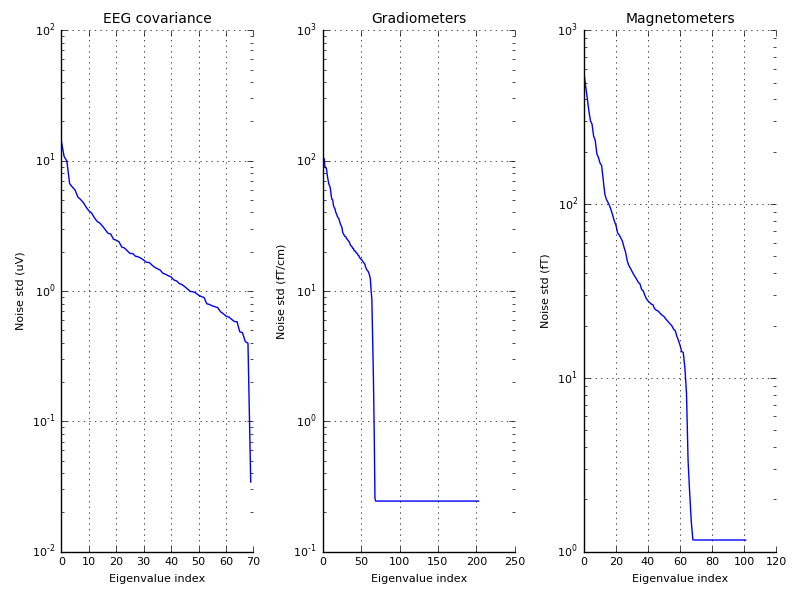 EEG covariance
Gradiometers
Magnetometers
10^2
10^1
10^0
10^-1
10^-2
Noise std (uV)
0 10 20 30 40 50 60 70
Eigenvalue index
10^3
10^2
10^1
10^0
10^-1
Noise std (fT/cm)
0 50 100 150 200 250
Eigenvalue index
10^3
10^2
10^1
10^0
Noise std (fT)
0 20 40 60 80 100 120
Eigenvalue index